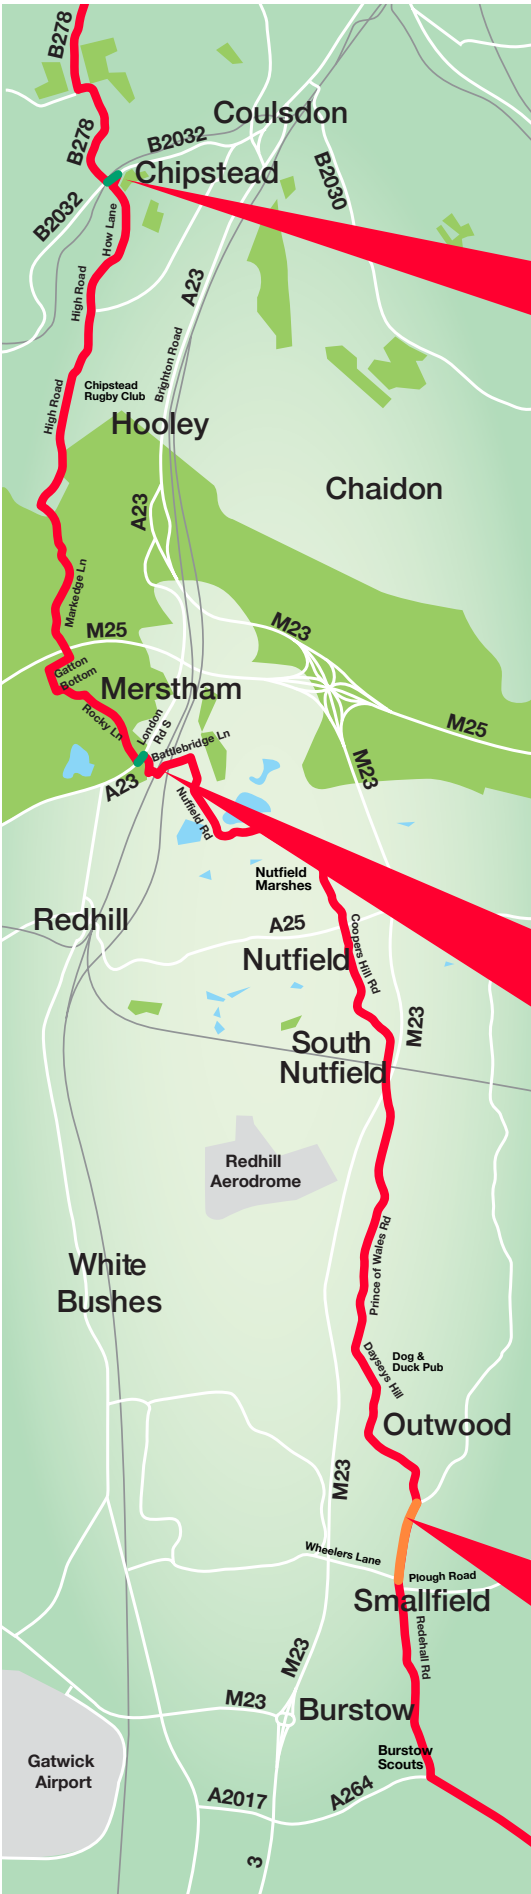 B278
B278
B2032
Coulsdon
Chipstead
B2030
B2032
How Lane
A23
High Road
Brighton Road
High Road
Chipstead
Rugby Club
Hooley
Chaidon
A23
Markedge Ln
M25
M23
Gatton
Bottom
Merstham
Rocky Ln
London
Rd S
Battlebridge Ln
M25
M23
A23
Nutfield Rd
Nutfield
Marshes
Redhill
A25
Coopers Hill Rd
Nutfield
South
Nutfield
M23
Redhill
Aerodrome
Prince of Wales Rd
White
Bushes
Dayseys Hill
Dog &
Duck Pub
Outwood
M23
Wheelers Lane
Plough Road
Smallfield
Redehall Rd
M23
M23
Burstow
Burstow
Scouts
Gatwick
Airport
A2017
A264
3